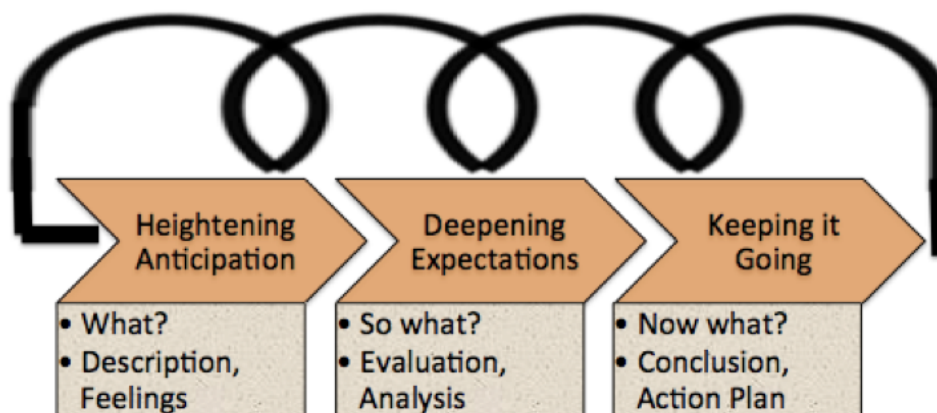 Heightening
Anticipation
Deepening
Expectations
Keeping it
Going
• What?
• Description,
Feelings
• So what?
• Evaluation,
Analysis
• Now what?
• Conclusion,
Action Plan